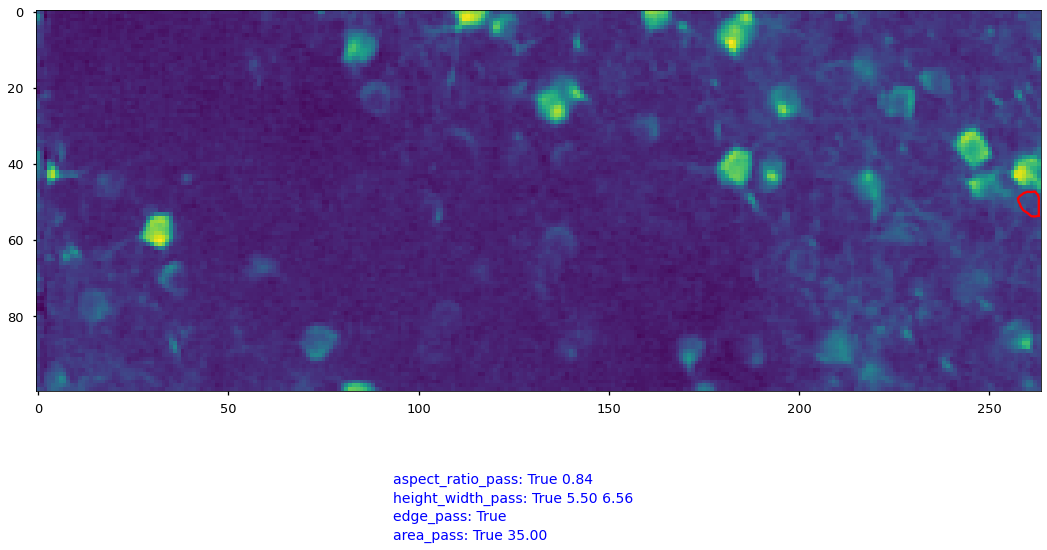 0
20
40
60
80
0
50
100
150
200
250
aspect_ratio_pass: True 0.84
height_width_pass: True 5.50 6.56
edge_pass: True
area_pass: True 35.00